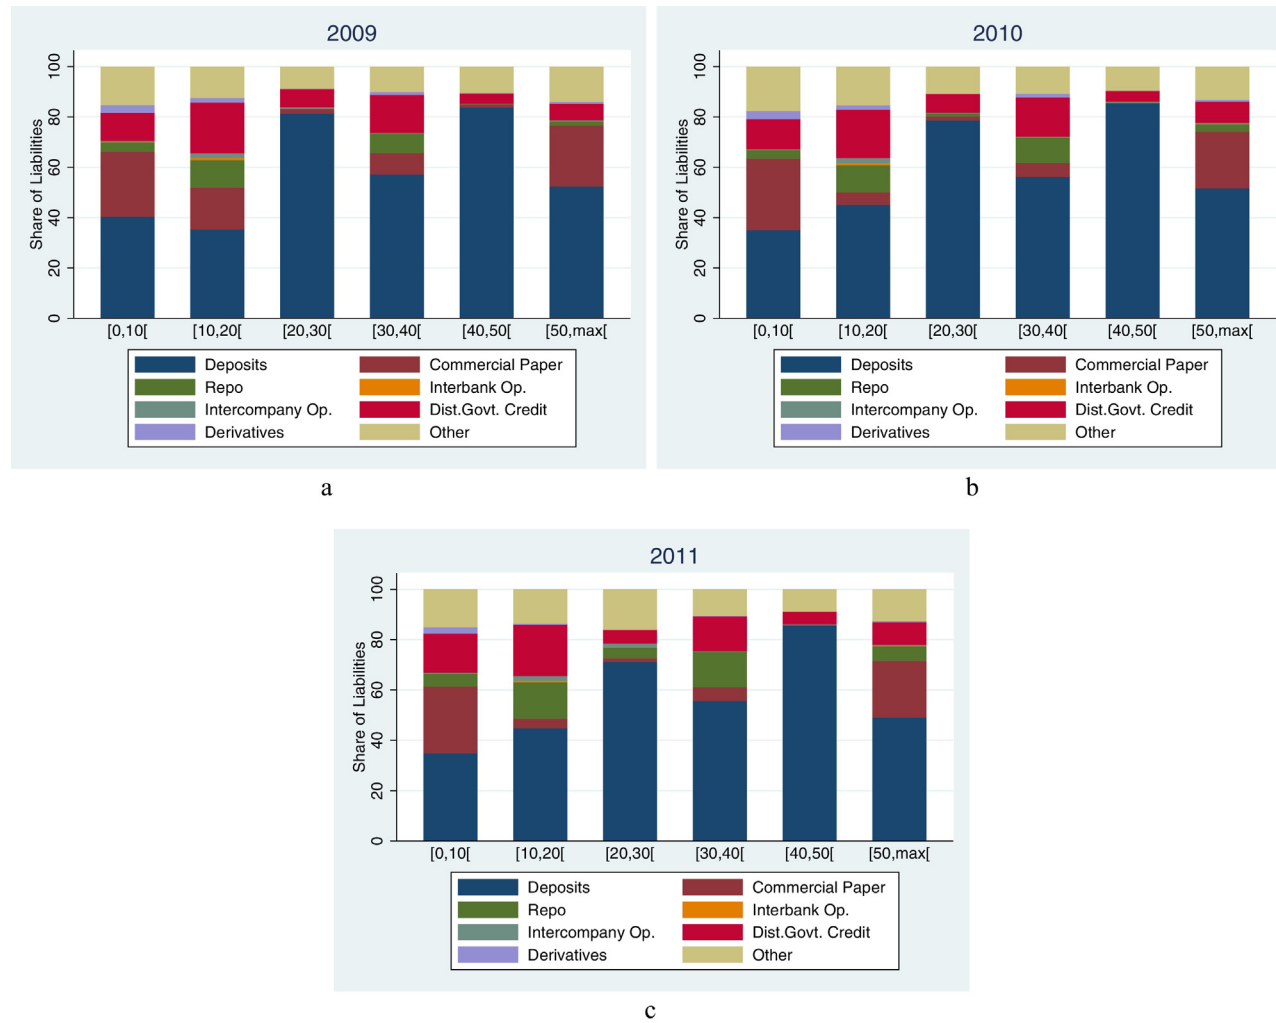 2009
Share of Liabilities
0 20 40 60 80 100
[0,10[ [10,20[ [20,30[ [30,40[ [40,50[ [50,max[
Deposits Commercial Paper
Repo Interbank Op.
Intercompany Op. Dist.Govt. Credit
Derivatives Other
a
2010
Share of Liabilities
0 20 40 60 80 100
[0,10[ [10,20[ [20,30[ [30,40[ [40,50[ [50,max[
Deposits Commercial Paper
Repo Interbank Op.
Intercompany Op. Dist.Govt. Credit
Derivatives Other
b
2011
Share of Liabilities
0 20 40 60 80 100
[0,10[ [10,20[ [20,30[ [30,40[ [40,50[ [50,max[
Deposits Commercial Paper
Repo Interbank Op.
Intercompany Op. Dist.Govt. Credit
Derivatives Other
c